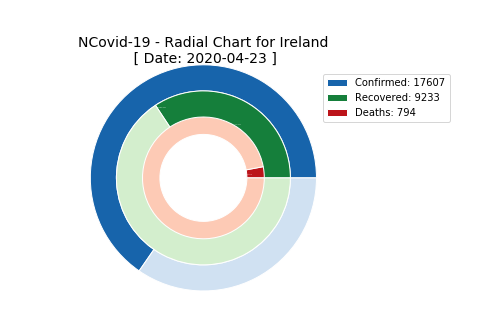 NCovid-19 - Radial Chart for Ireland
[ Date: 2020-04-23 ]
Confirmed: 17607
Recovered: 9233
Deaths: 794